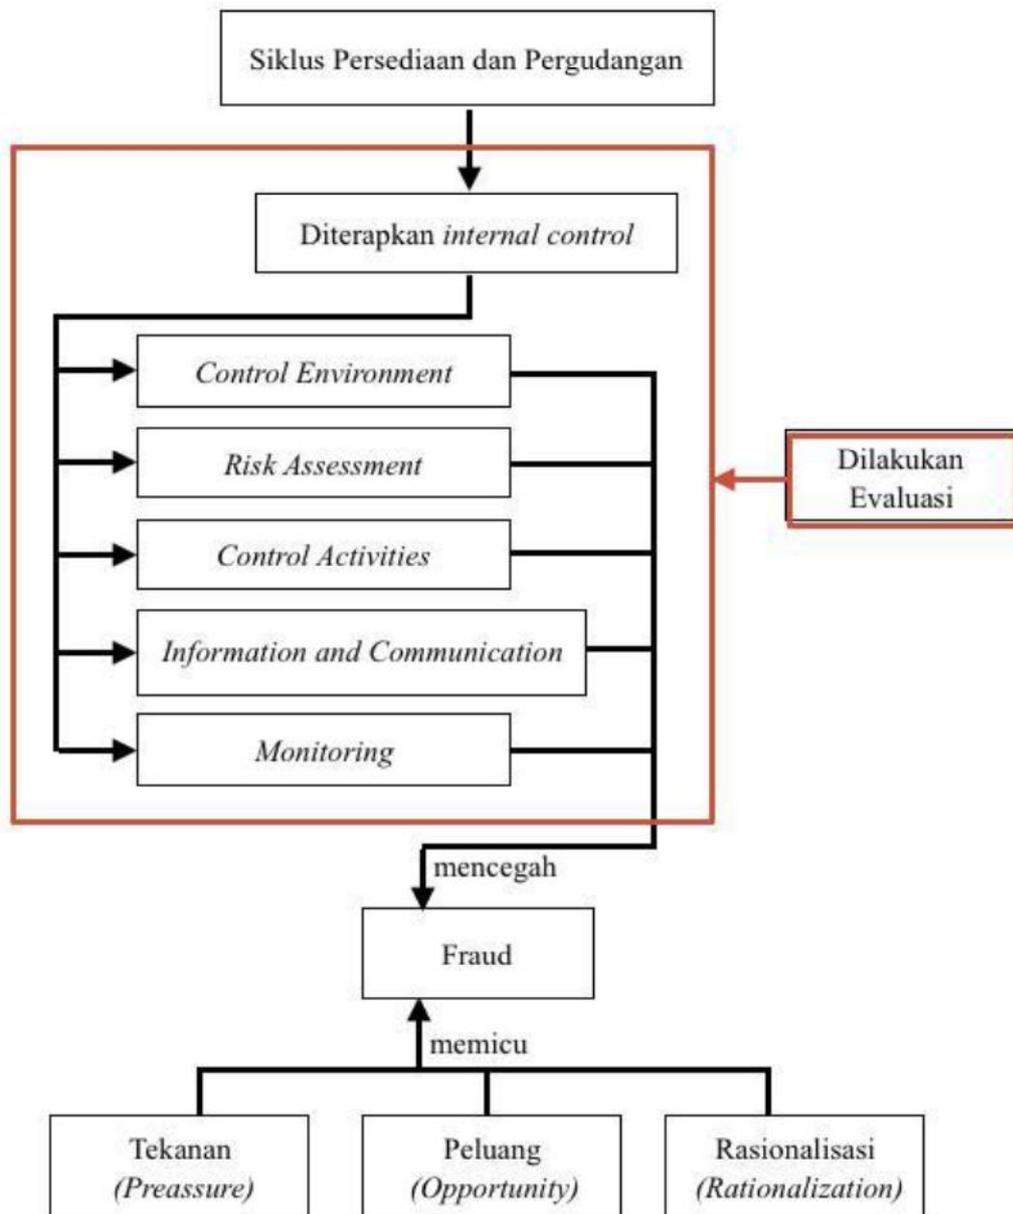 Siklus Persediaan dan Pergudangan
Diterapkan internal control
Control Environment
Risk Assessment
Control Activities
Information and Communication
Monitoring
Dilakukan
Evaluasi
mencegah
Fraud
memicu
Tekanan
(Preassure)
Peluang
(Opportunity)
Rasionalisasi
(Rationalization)